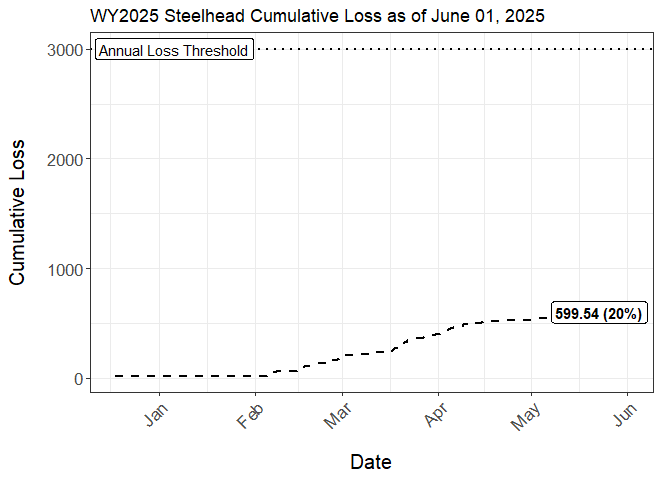 WY2025 Steelhead Cumulative Loss as of June 01, 2025
3000
Annual Loss Threshold
2000
1000
0
Cumulative Loss
599.54 (20%)
Jan
Feb
Mar
Apr
May
Jun
Date